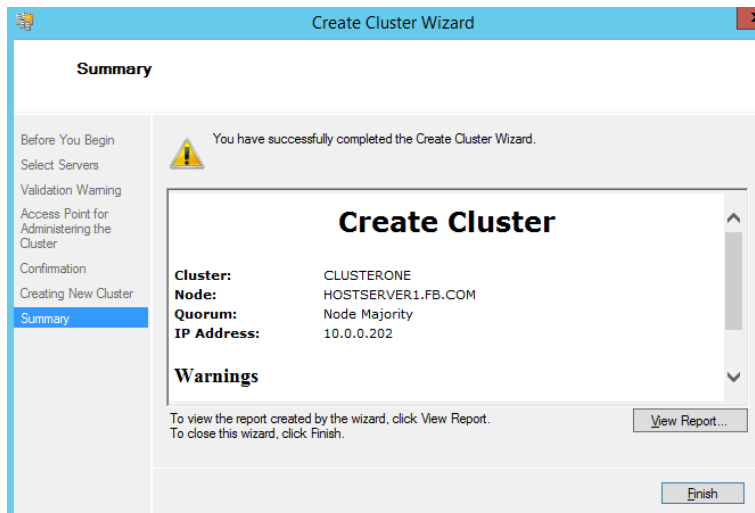 Create Cluster Wizard
x
Summary
Before You Begin
Select Servers
Validation Warning
Access Point for
Administering the
Cluster
Confirmation
Creating New Cluster
Summary
You have successfully completed the Create Cluster Wizard.
Create Cluster
Cluster: CLUSTERONE
Node: HOSTSERVER1.FB.COM
Quorum: Node Majority
IP Address: 10.0.0.202
Warnings
To view the report created by the wizard, click View Report.
To close this wizard, click Finish.
View Report...
Finish